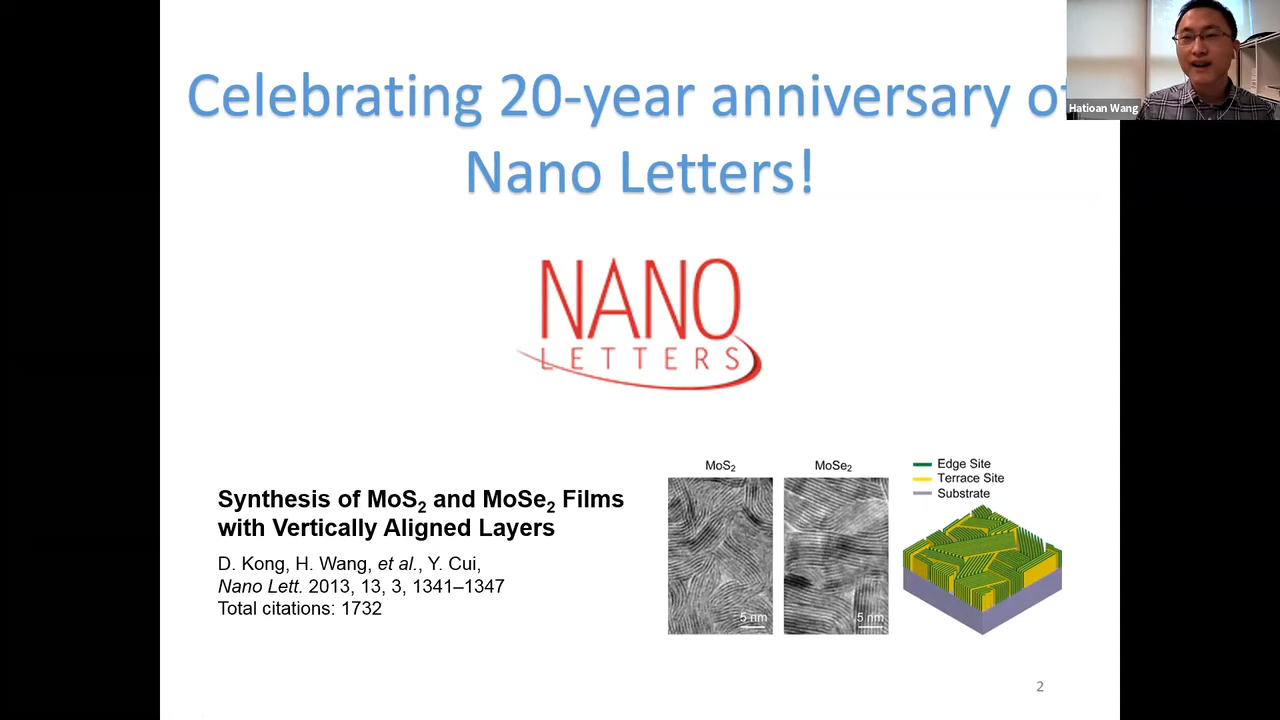 Celebrating 20-year anniversary of
Nano Letters!
Hatioan Wang
NANO
LETTERS
Synthesis of MoS₂ and MoSe₂ Films
with Vertically Aligned Layers
D. Kong, H. Wang, et al., Y. Cui,
Nano Lett. 2013, 13, 3, 1341–1347
Total citations: 1732
MoS₂
MoSe₂
5 nm
5 nm
Edge Site
Terrace Site
Substrate
2